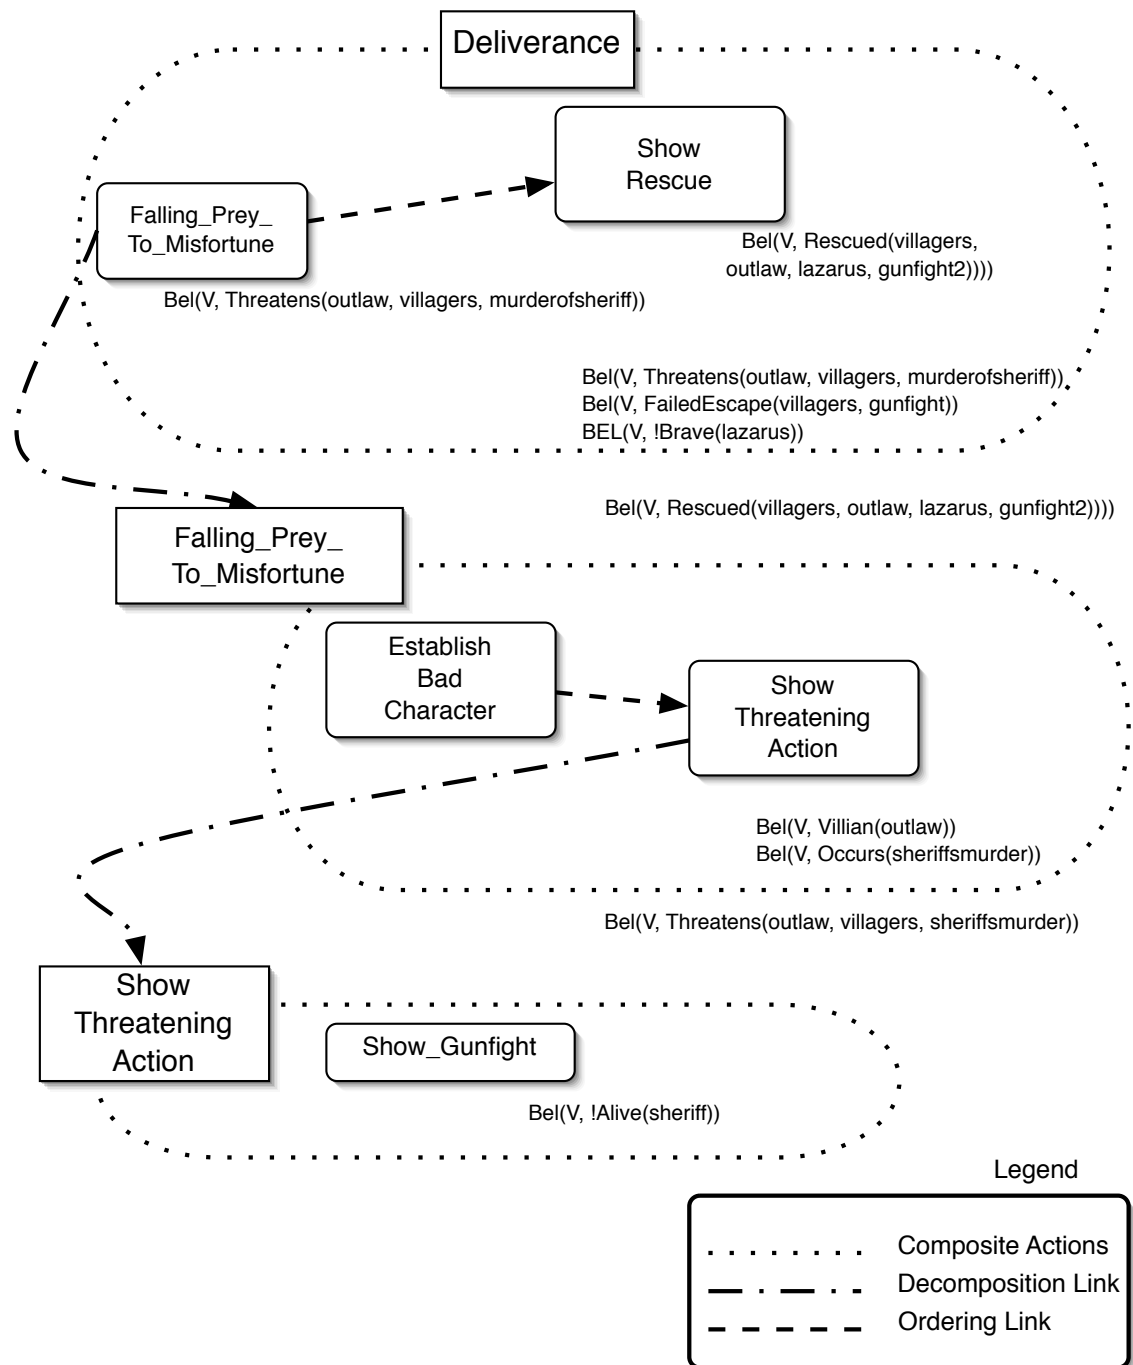 Deliverance
Show
Rescue
Falling_Prey_
To_Misfortune
Bel(V, Rescued(villagers,
outlaw, lazarus, gunfight2))))
Bel(V, Threatens(outlaw, villagers, murderofsheriff))
Bel(V, Threatens(outlaw, villagers, murderofsheriff))
Bel(V, FailedEscape(villagers, gunfight))
BEL(V, !Brave(lazarus))
Bel(V, Rescued(villagers, outlaw, lazarus, gunfight2))))
Falling_Prey_
To_Misfortune
Establish
Bad
Character
Show
Threatening
Action
Bel(V, Villian(outlaw))
Bel(V, Occurs(sheriffsmurder))
Bel(V, Threatens(outlaw, villagers, sheriffsmurder))
Show
Threatening
Action
Show_Gunfight
Bel(V, !Alive(sheriff))
Legend
Composite Actions
Decomposition Link
Ordering Link